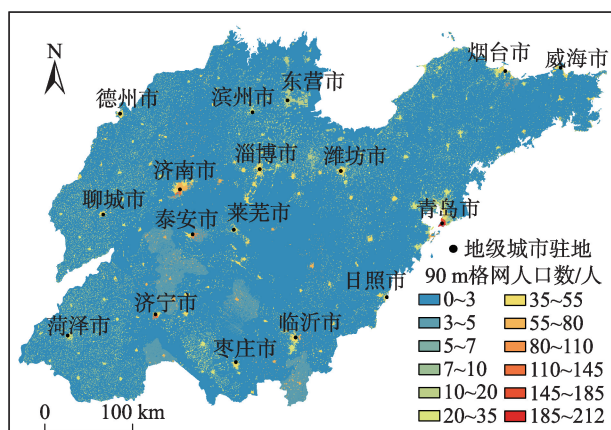 N
烟台市
威海市
东营市
德州市
滨州市
淄博市
潍坊市
济南市
聊城市
莱芜市
青岛市
泰安市
地级城市驻地
90 m格网人口数/人
日照市
济宁市
菏泽市
临沂市
枣庄市
0~3
35~55
3~5
55~80
5~7
80~110
7~10
110~145
10~20
145~185
20~35
185~212
0
100 km